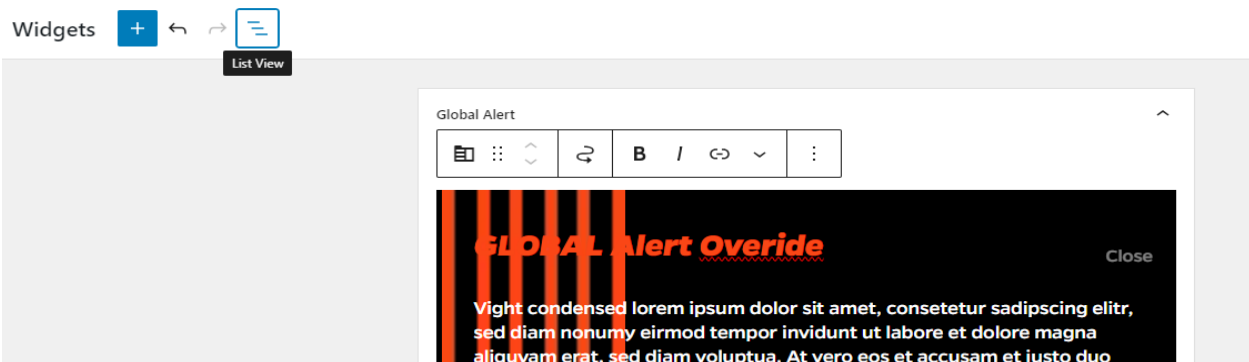 Widgets
List View
Global Alert
B I
GLOBAL Alert Overide
Close
Vight condensed lorem ipsum dolor sit amet, consetetur sadipscing elitr,
sed diam nonumy eirmod tempor invidunt ut labore et dolore magna
aliquyam erat, sed diam voluptua. At vero eos et accusam et justo duo